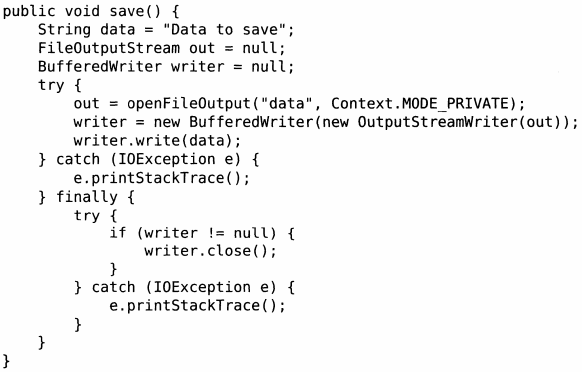 public void save() {
    String data = "Data to save";
    FileOutputStream out = null;
    BufferedWriter writer = null;
    try {
        out = openFileOutput("data", Context.MODE_PRIVATE);
        writer = new BufferedWriter(new OutputStreamWriter(out));
        writer.write(data);
    } catch (IOException e) {
        e.printStackTrace();
    } finally {
        try {
            if (writer != null) {
                writer.close();
            }
        } catch (IOException e) {
            e.printStackTrace();
        }
    }
}